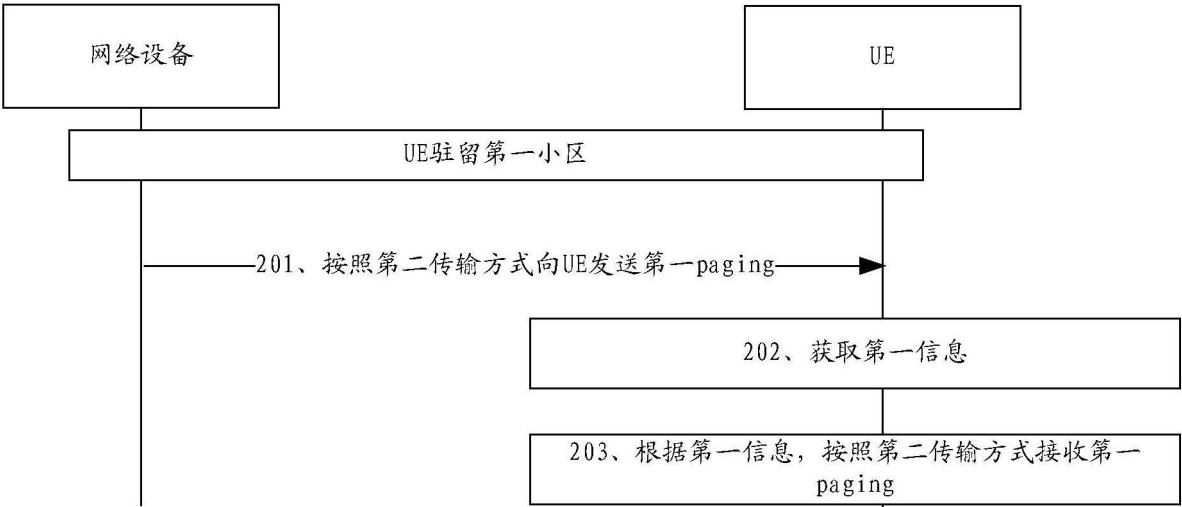 网络设备
UE
UE驻留第一小区
201、按照第二传输方式向UE发送第一paging
202、获取第一信息
203、根据第一信息，按照第二传输方式接收第一
paging